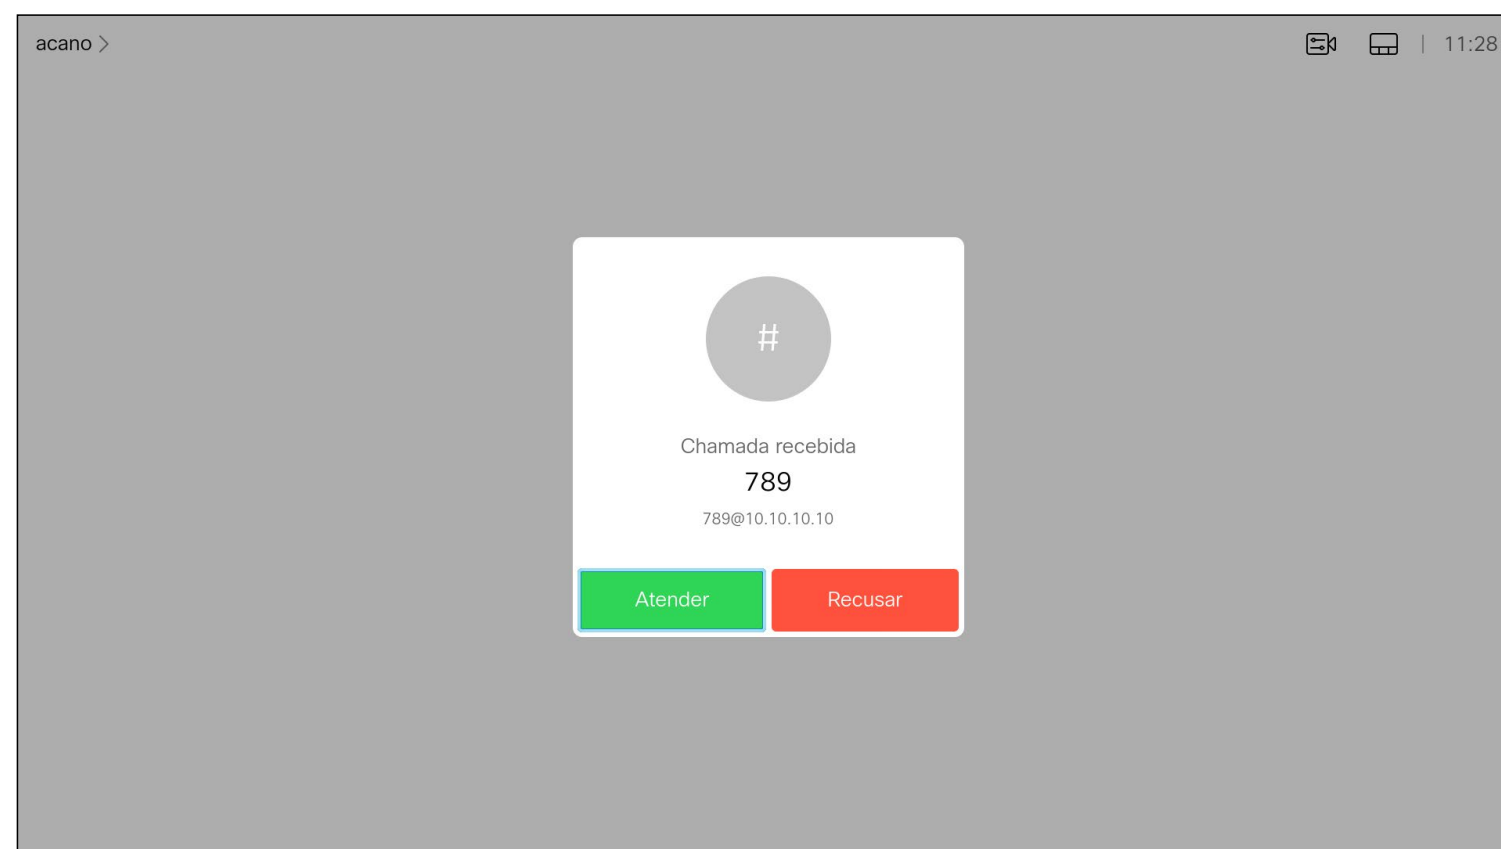 acano >
11:28
#
Chamada recebida
789
789@10.10.10.10
Atender
Recusar